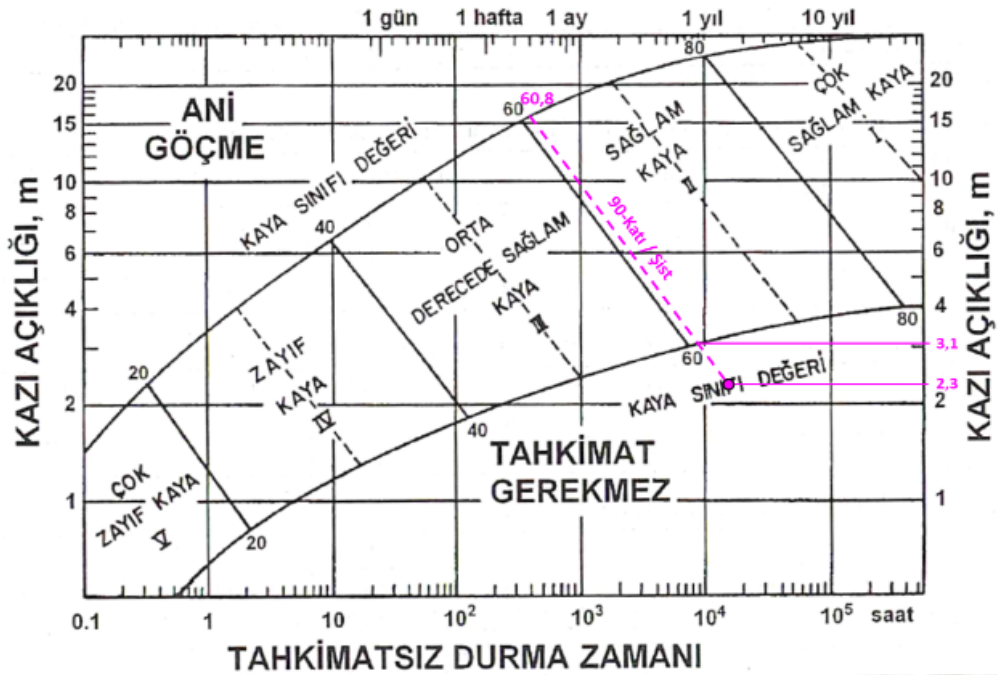 1 gün 1 hafta 1 ay 1 yıl 10 yıl
20
15
10
8
6
4
2
1
KAZI AÇIKLIĞI, m
ANİ
GÖÇME
KAYA SINIFI DEĞERİ
20
40
60
60,8
80
ÇOK
ZAYIF KAYA
V
ZAYIF
KAYA
IV
ORTA
DERECEDE SAĞLAM
KAYA
III
90-Katı / Şist
SAĞLAM
KAYA
II
ÇOK
SAĞLAM KAYA
I
20
40
60
80
KAYA SINIFI DEĞERİ
TAHKİMAT
GEREKMEZ
20
15
10
8
6
4
3,1
2,3
2
1
KAZI AÇIKLIĞI, m
0.1 1 10 10² 10³ 10⁴ 10⁵ saat
TAHKİMATSIZ DURMA ZAMANI